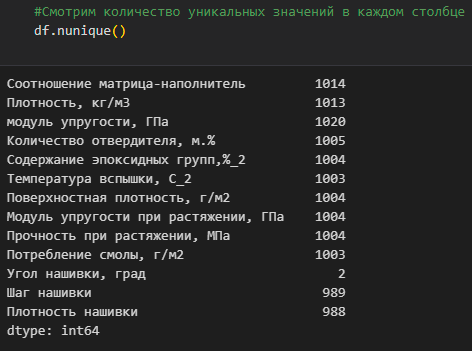 #Смотрим количество уникальных значений в каждом столбце
df.nunique()
Соотношение матрица-наполнитель 1014
Плотность, кг/м3 1013
модуль упругости, ГПа 1020
Количество отвердителя, м.% 1005
Содержание эпоксидных групп,%_2 1004
Температура вспышки, С_2 1003
Поверхностная плотность, г/м2 1004
Модуль упругости при растяжении, ГПа 1004
Прочность при растяжении, МПа 1004
Потребление смолы, г/м2 1003
Угол нашивки, град 2
Шаг нашивки 989
Плотность нашивки 988
dtype: int64